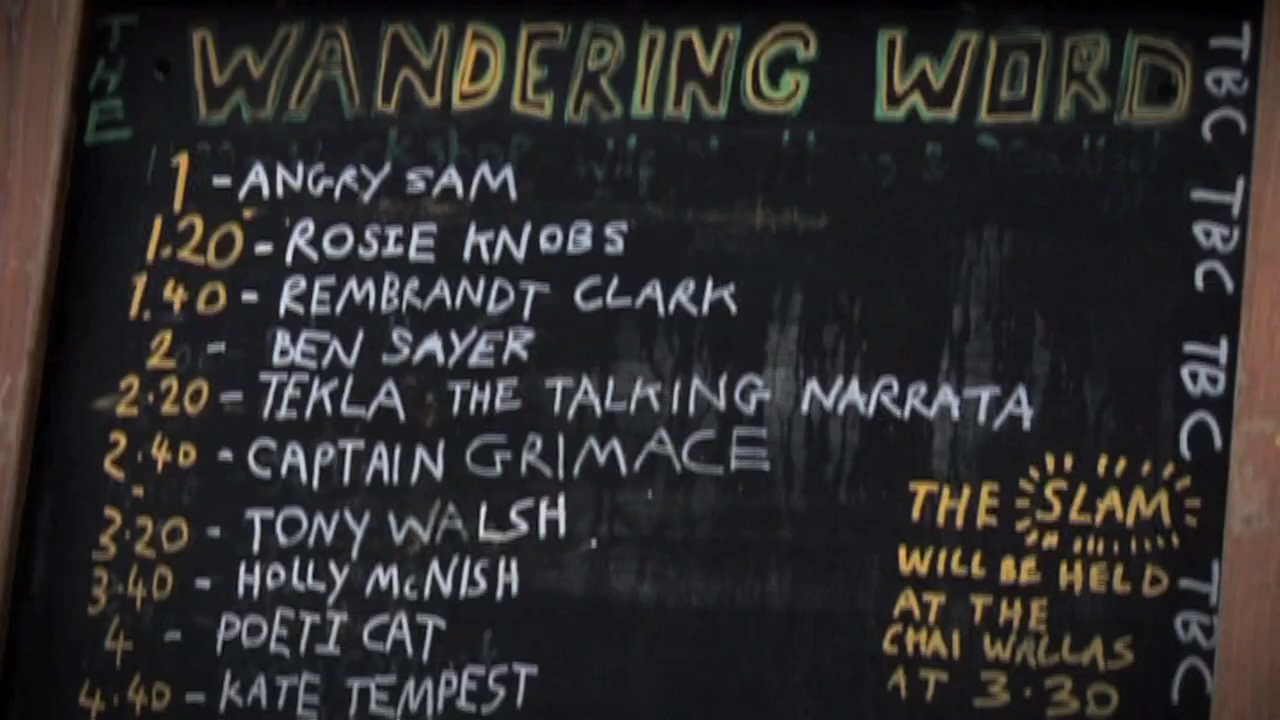 THE WANDERING WORD
1 - ANGRY SAM
1.20 - ROSIE KNOBS
1.40 - REMBRANDT CLARK
2 - BEN SAYER
2.20 - TEKLA THE TALKING NARRATA
2.40 - CAPTAIN GRIMACE
3.20 - TONY WALSH
3.40 - HOLLY McNISH
4 - POETI CAT
4.40 - KATE TEMPEST
THE SLAM
WILL BE HELD
AT THE
CHAI WALLAS
AT 3.30
TBC TBC TBC TBC